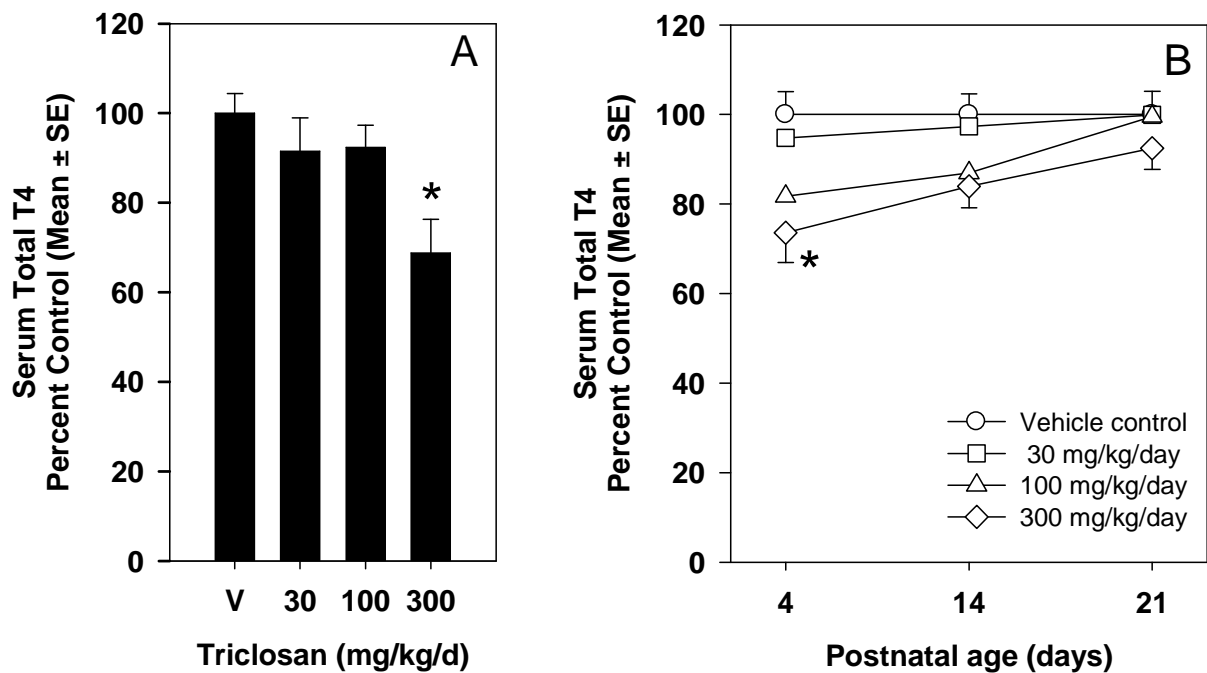 A
Serum Total T4
Percent Control (Mean ± SE)
120
100
80
60
40
20
0
*
V 30 100 300
Triclosan (mg/kg/d)
B
Serum Total T4
Percent Control (Mean ± SE)
120
100
80
60
40
20
0
*
Vehicle control
30 mg/kg/day
100 mg/kg/day
300 mg/kg/day
4 14 21
Postnatal age (days)